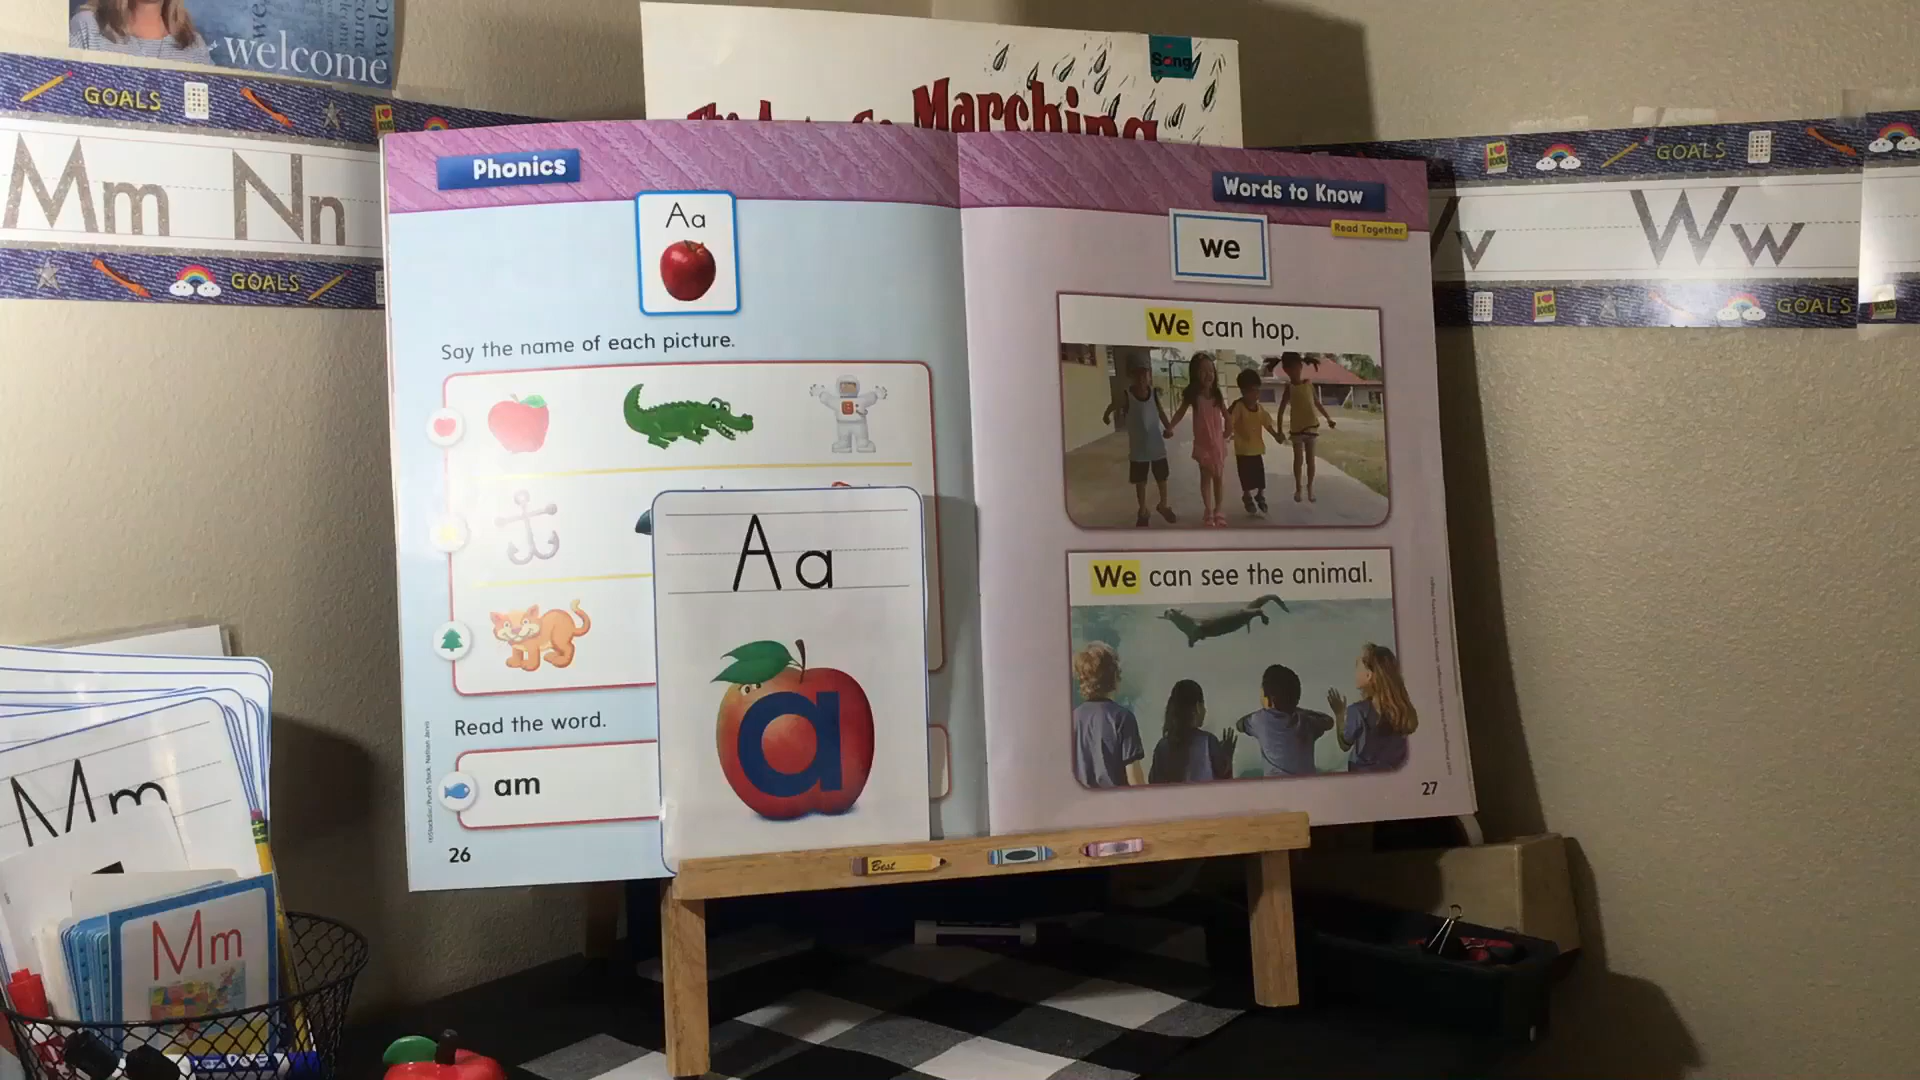 welcome
GOALS
Mm Nn
GOALS
Song
Marching
Phonics
Aa
Say the name of each picture.
Read the word.
am
26
Aa
a
Words to Know
Read Together
we
We can hop.
We can see the animal.
27
Best
GOALS
v Ww
GOALS
Mm
Mm